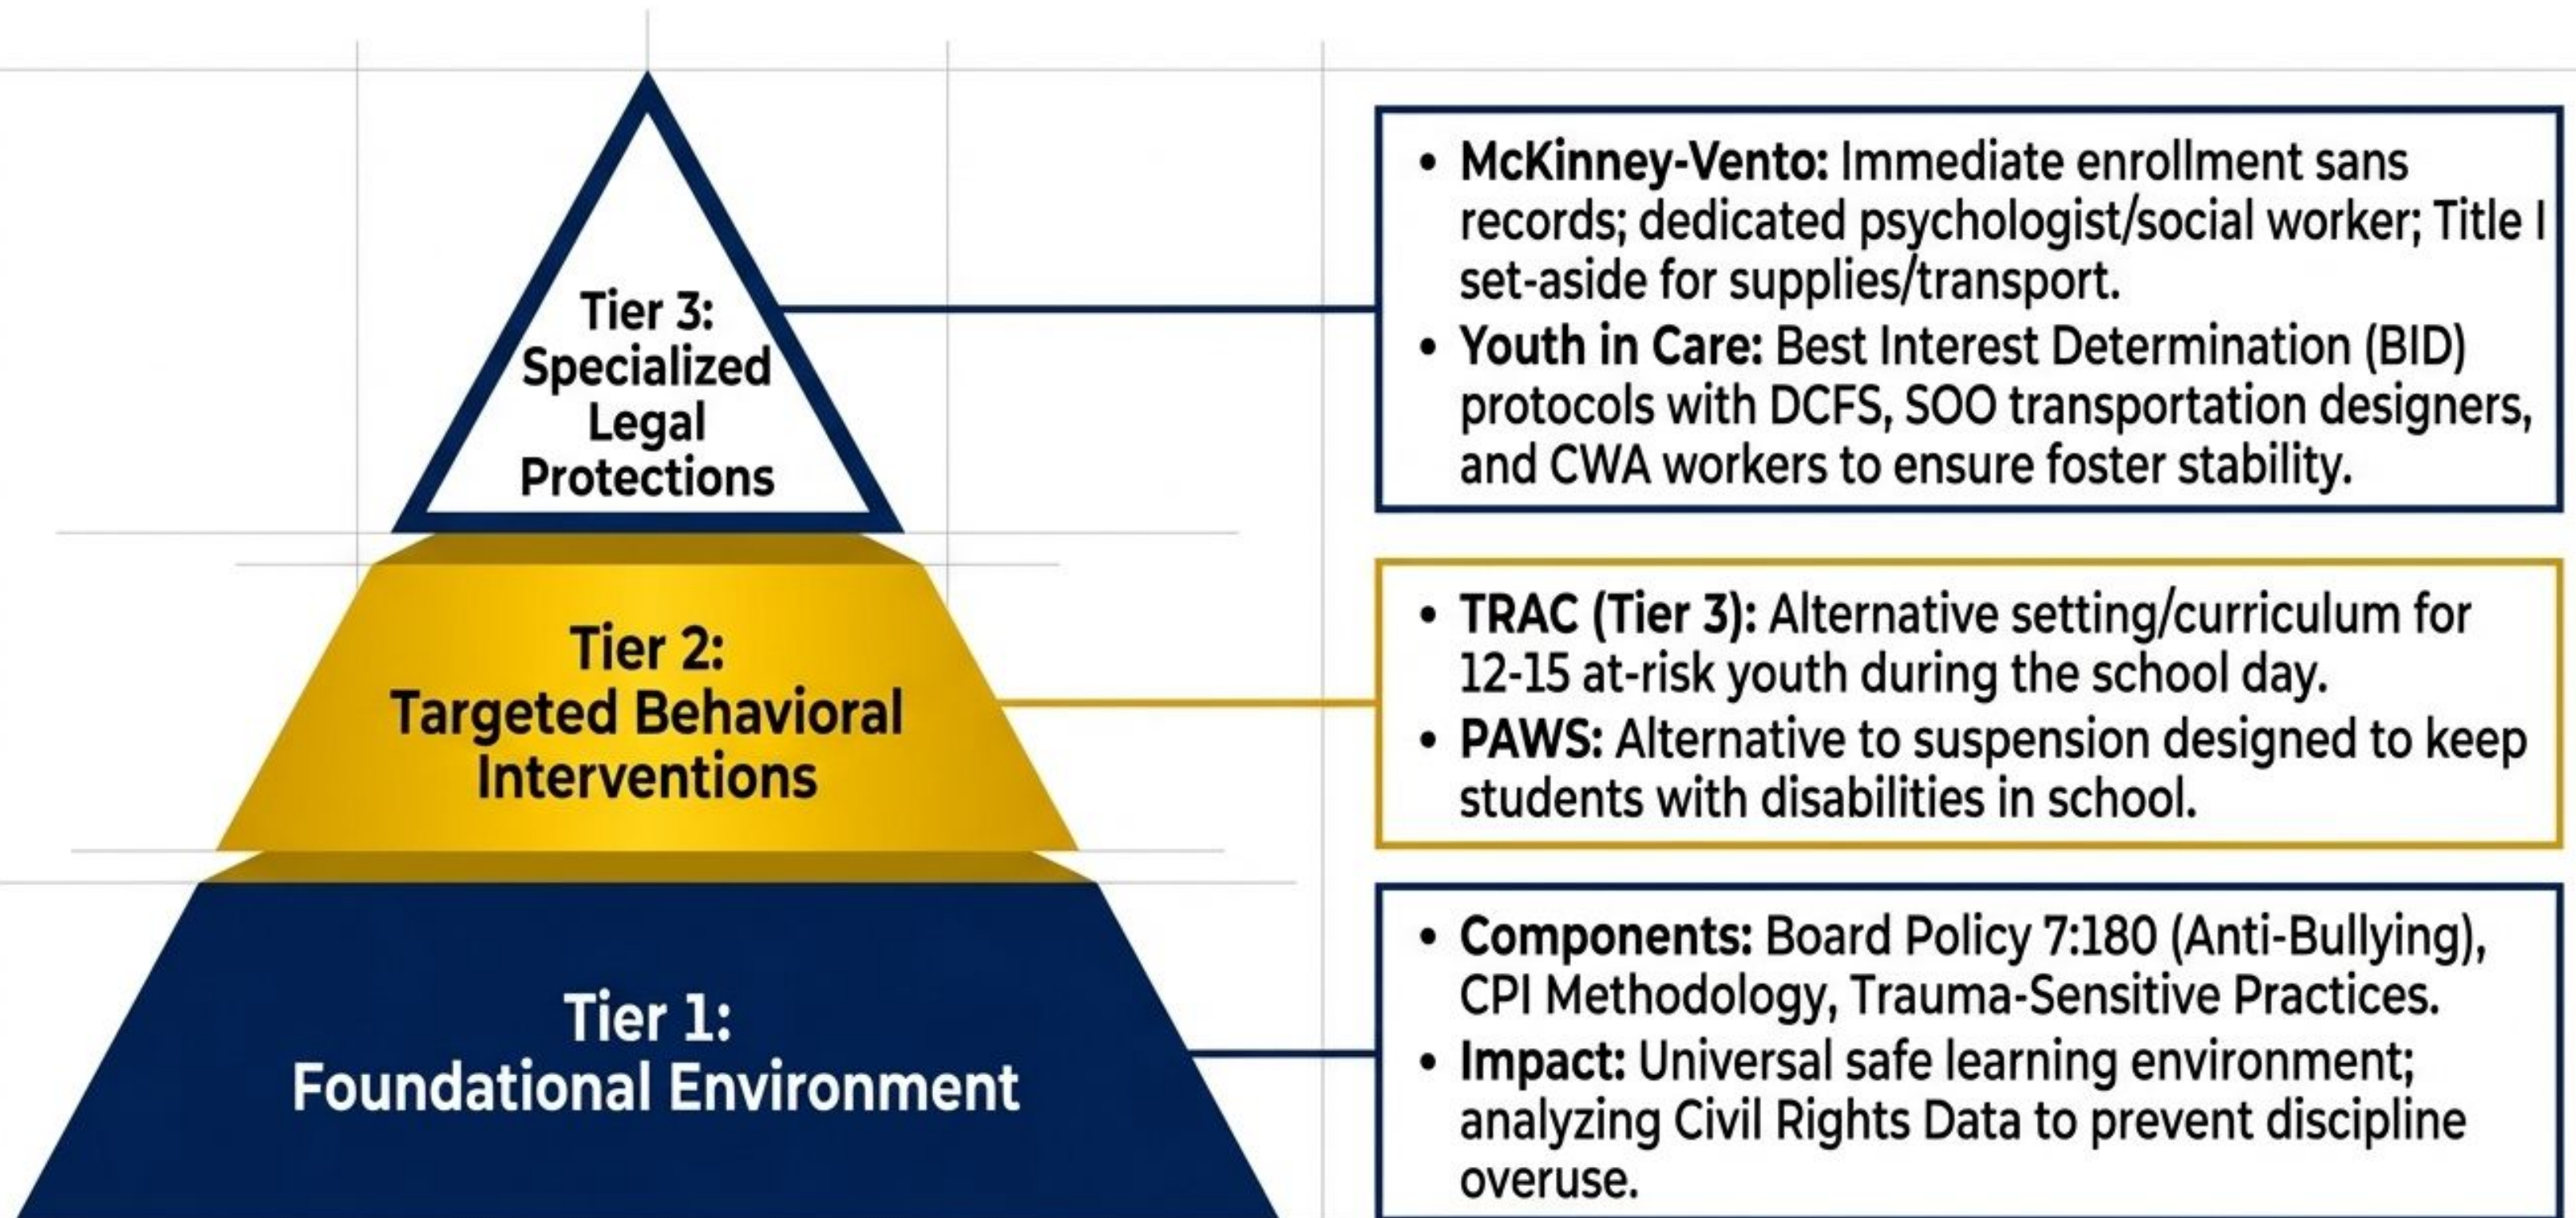 Tier 3:
Specialized
Legal
Protections
• McKinney-Vento: Immediate enrollment sans
records; dedicated psychologist/social worker; Title I
set-aside for supplies/transport.
• Youth in Care: Best Interest Determination (BID)
protocols with DCFS, SOO transportation designers,
and CWA workers to ensure foster stability.
Tier 2:
Targeted Behavioral
Interventions
• TRAC (Tier 3): Alternative setting/curriculum for
12-15 at-risk youth during the school day.
• PAWS: Alternative to suspension designed to keep
students with disabilities in school.
Tier 1:
Foundational Environment
• Components: Board Policy 7:180 (Anti-Bullying),
CPI Methodology, Trauma-Sensitive Practices.
• Impact: Universal safe learning environment;
analyzing Civil Rights Data to prevent discipline
overuse.